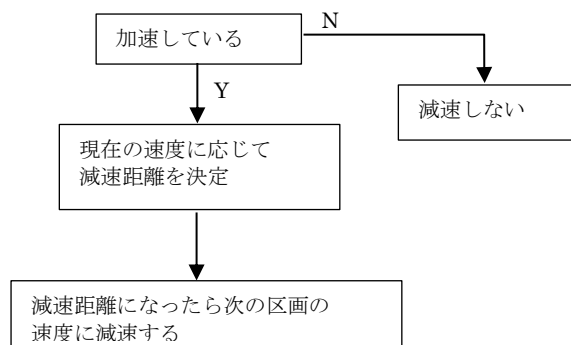 加速している
N
Y
減速しない
現在の速度に応じて
減速距離を決定
減速距離になったら次の区画の
速度に減速する